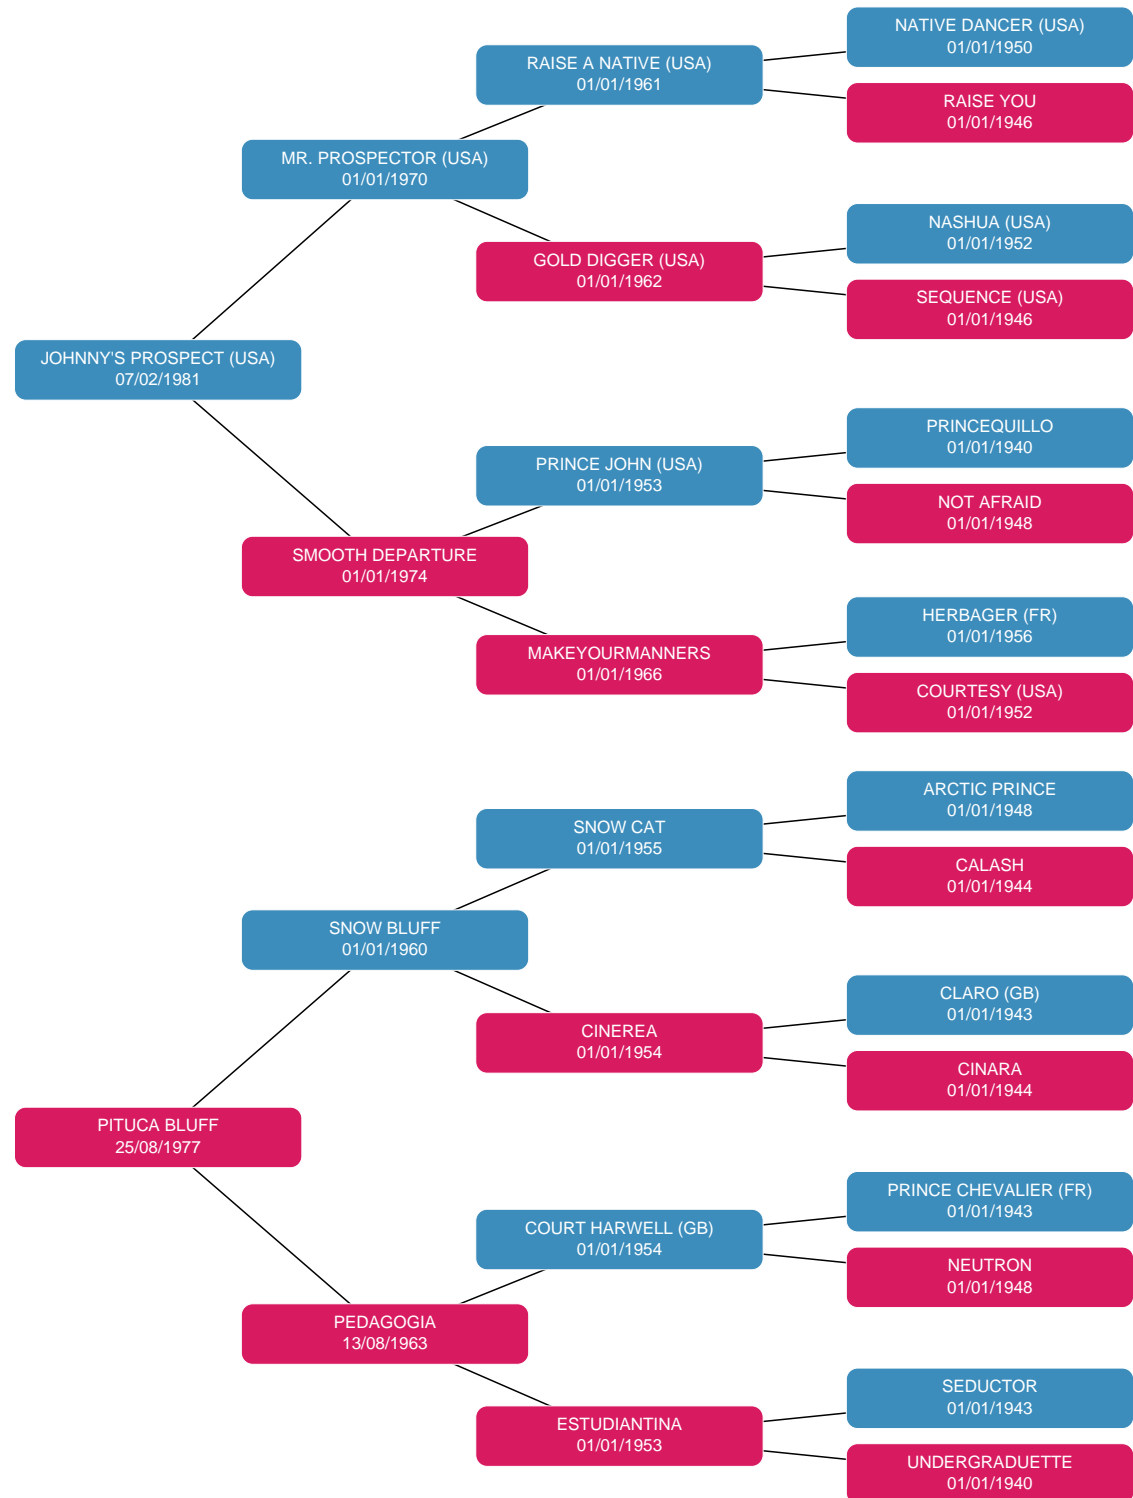 NATIVE DANCER (USA)
01/01/1950
RAISE A NATIVE (USA)
01/01/1961
RAISE YOU
01/01/1946
MR. PROSPECTOR (USA)
01/01/1970
NASHUA (USA)
01/01/1952
GOLD DIGGER (USA)
01/01/1962
SEQUENCE (USA)
01/01/1946
JOHNNY'S PROSPECT (USA)
07/02/1981
PRINCEQUILLO
01/01/1940
PRINCE JOHN (USA)
01/01/1953
NOT AFRAID
01/01/1948
SMOOTH DEPARTURE
01/01/1974
HERBAGER (FR)
01/01/1956
MAKEYOURMANNERS
01/01/1966
COURTESY (USA)
01/01/1952
ARCTIC PRINCE
01/01/1948
SNOW CAT
01/01/1955
CALASH
01/01/1944
SNOW BLUFF
01/01/1960
CLARO (GB)
01/01/1943
CINEREA
01/01/1954
CINARA
01/01/1944
PITUCA BLUFF
25/08/1977
PRINCE CHEVALIER (FR)
01/01/1943
COURT HARWELL (GB)
01/01/1954
NEUTRON
01/01/1948
PEDAGOGIA
13/08/1963
SEDUCTOR
01/01/1943
ESTUDIANTINA
01/01/1953
UNDERGRADUETTE
01/01/1940